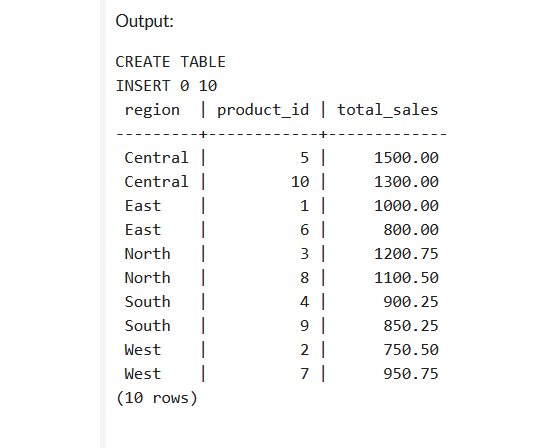 Output:
CREATE TABLE
INSERT 0 10
 region  | product_id | total_sales
---------+------------+-------------
 Central |          5 |     1500.00
 Central |         10 |     1300.00
 East    |          1 |     1000.00
 East    |          6 |      800.00
 North   |          3 |     1200.75
 North   |          8 |     1100.50
 South   |          4 |      900.25
 South   |          9 |      850.25
 West    |          2 |      750.50
 West    |          7 |      950.75
(10 rows)